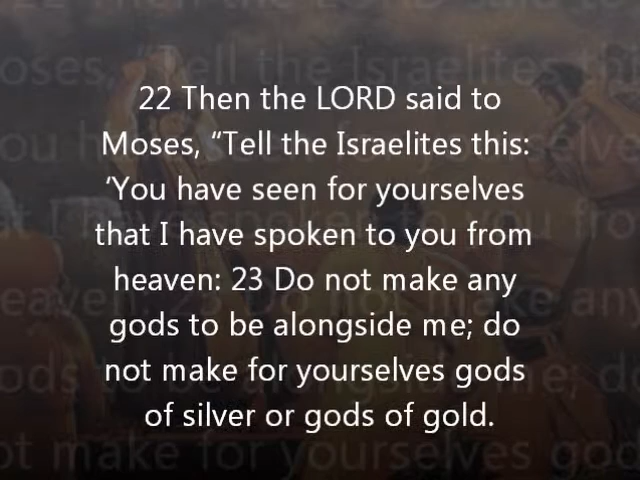 22 Then the LORD said to
Moses, “Tell the Israelites this:
‘You have seen for yourselves
that I have spoken to you from
heaven: 23 Do not make any
gods to be alongside me; do
not make for yourselves gods
of silver or gods of gold.